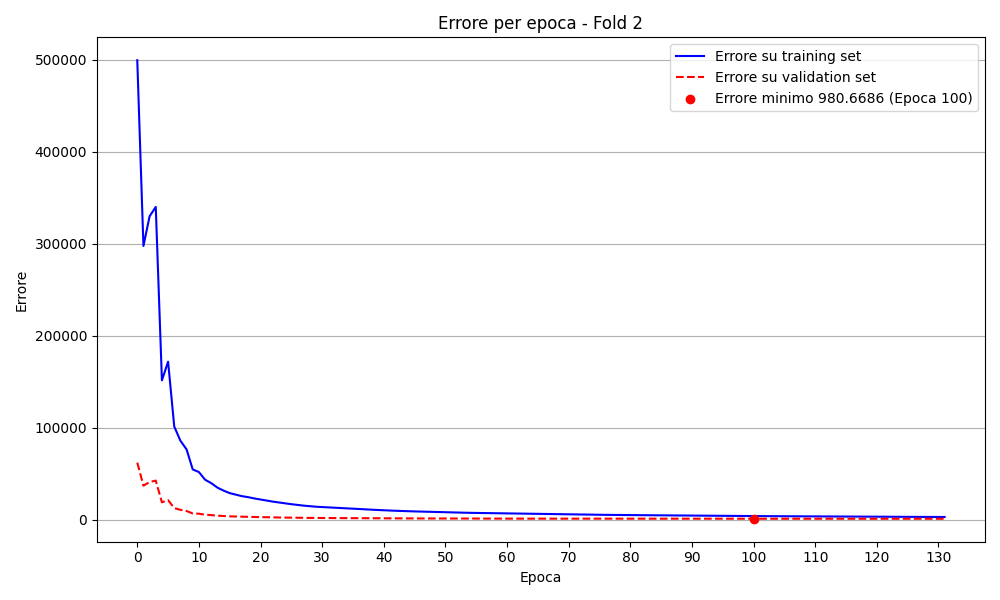 Errore per epoca - Fold 2
Errore su training set
Errore su validation set
Errore minimo 980.6686 (Epoca 100)
500000
400000
300000
200000
100000
0
Errore
0 10 20 30 40 50 60 70 80 90 100 110 120 130
Epoca